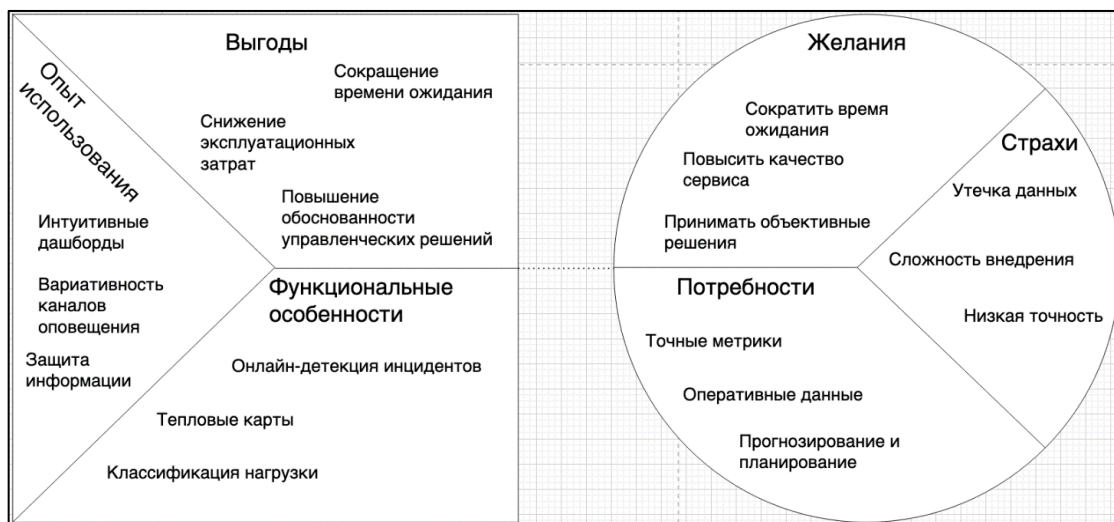 Выгоды
Сокращение
времени ожидания
Снижение
эксплуатационных
затрат
Повышение
обоснованности
управленческих решений
Опыт
использования
Интуитивные
дашборды
Вариативность
каналов
оповещения
Защита
информации
Функциональные
особенности
Онлайн-детекция инцидентов
Тепловые карты
Классификация нагрузки
Желания
Сократить время
ожидания
Повысить качество
сервиса
Принимать объективные
решения
Страхи
Утечка данных
Сложность внедрения
Низкая точность
Потребности
Точные метрики
Оперативные данные
Прогнозирование и
планирование